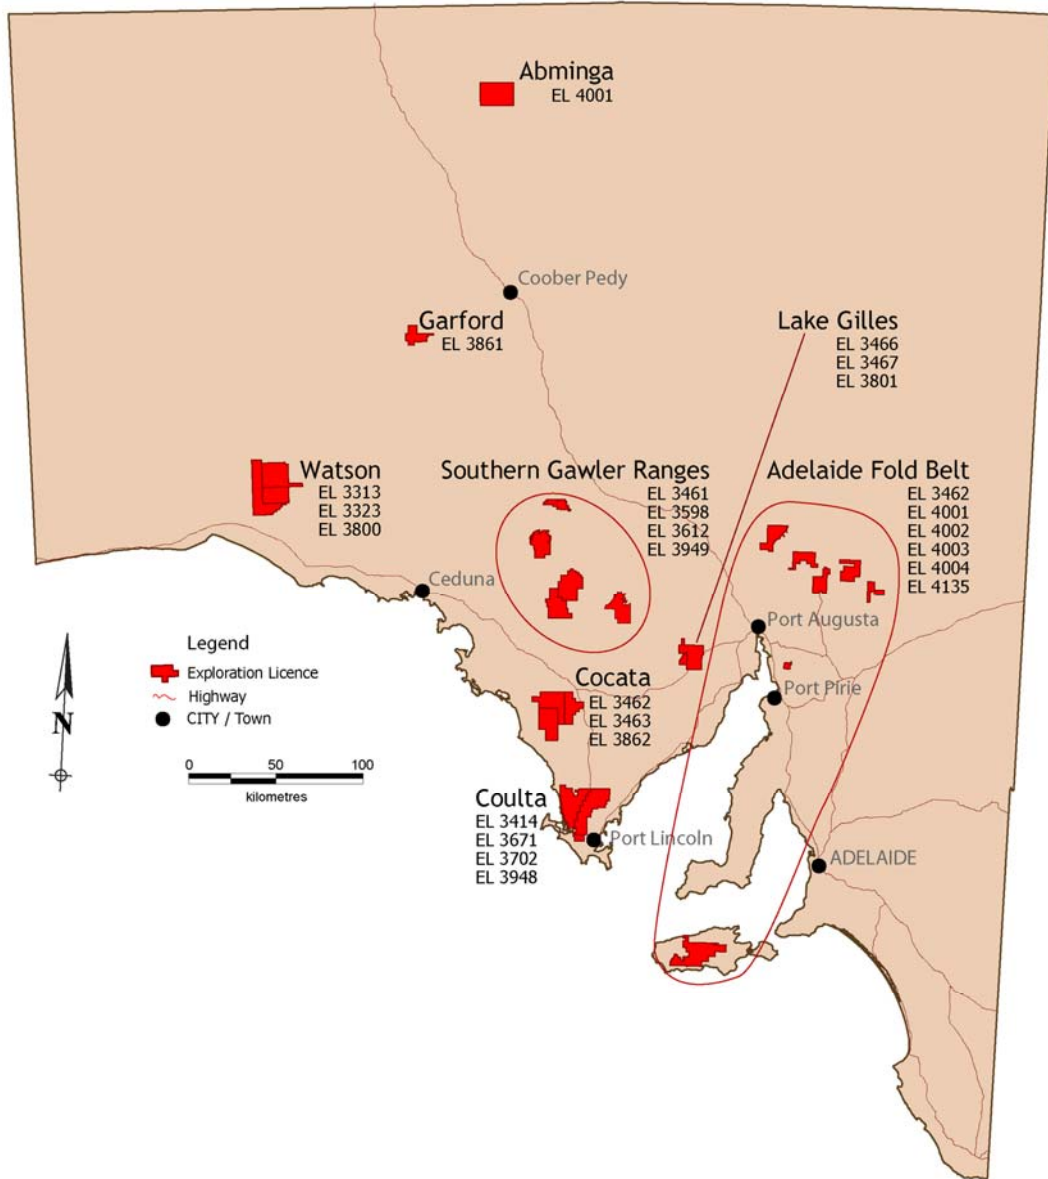 Abminga
EL 4001
Coober Pedy
Garford
EL 3861
Lake Gilles
EL 3466
EL 3467
EL 3801
Watson
EL 3313
EL 3323
EL 3800
Southern Gawler Ranges
EL 3461
EL 3598
EL 3612
EL 3949
Adelaide Fold Belt
EL 3462
EL 4001
EL 4002
EL 4003
EL 4004
EL 4135
Ceduna
Port Augusta
Legend
Exploration Licence
Highway
CITY / Town
N
0 50 100
kilometres
Cocata
EL 3462
EL 3463
EL 3862
Port Pirie
Coulta
EL 3414
EL 3671
EL 3702
EL 3948
Port Lincoln
ADELAIDE